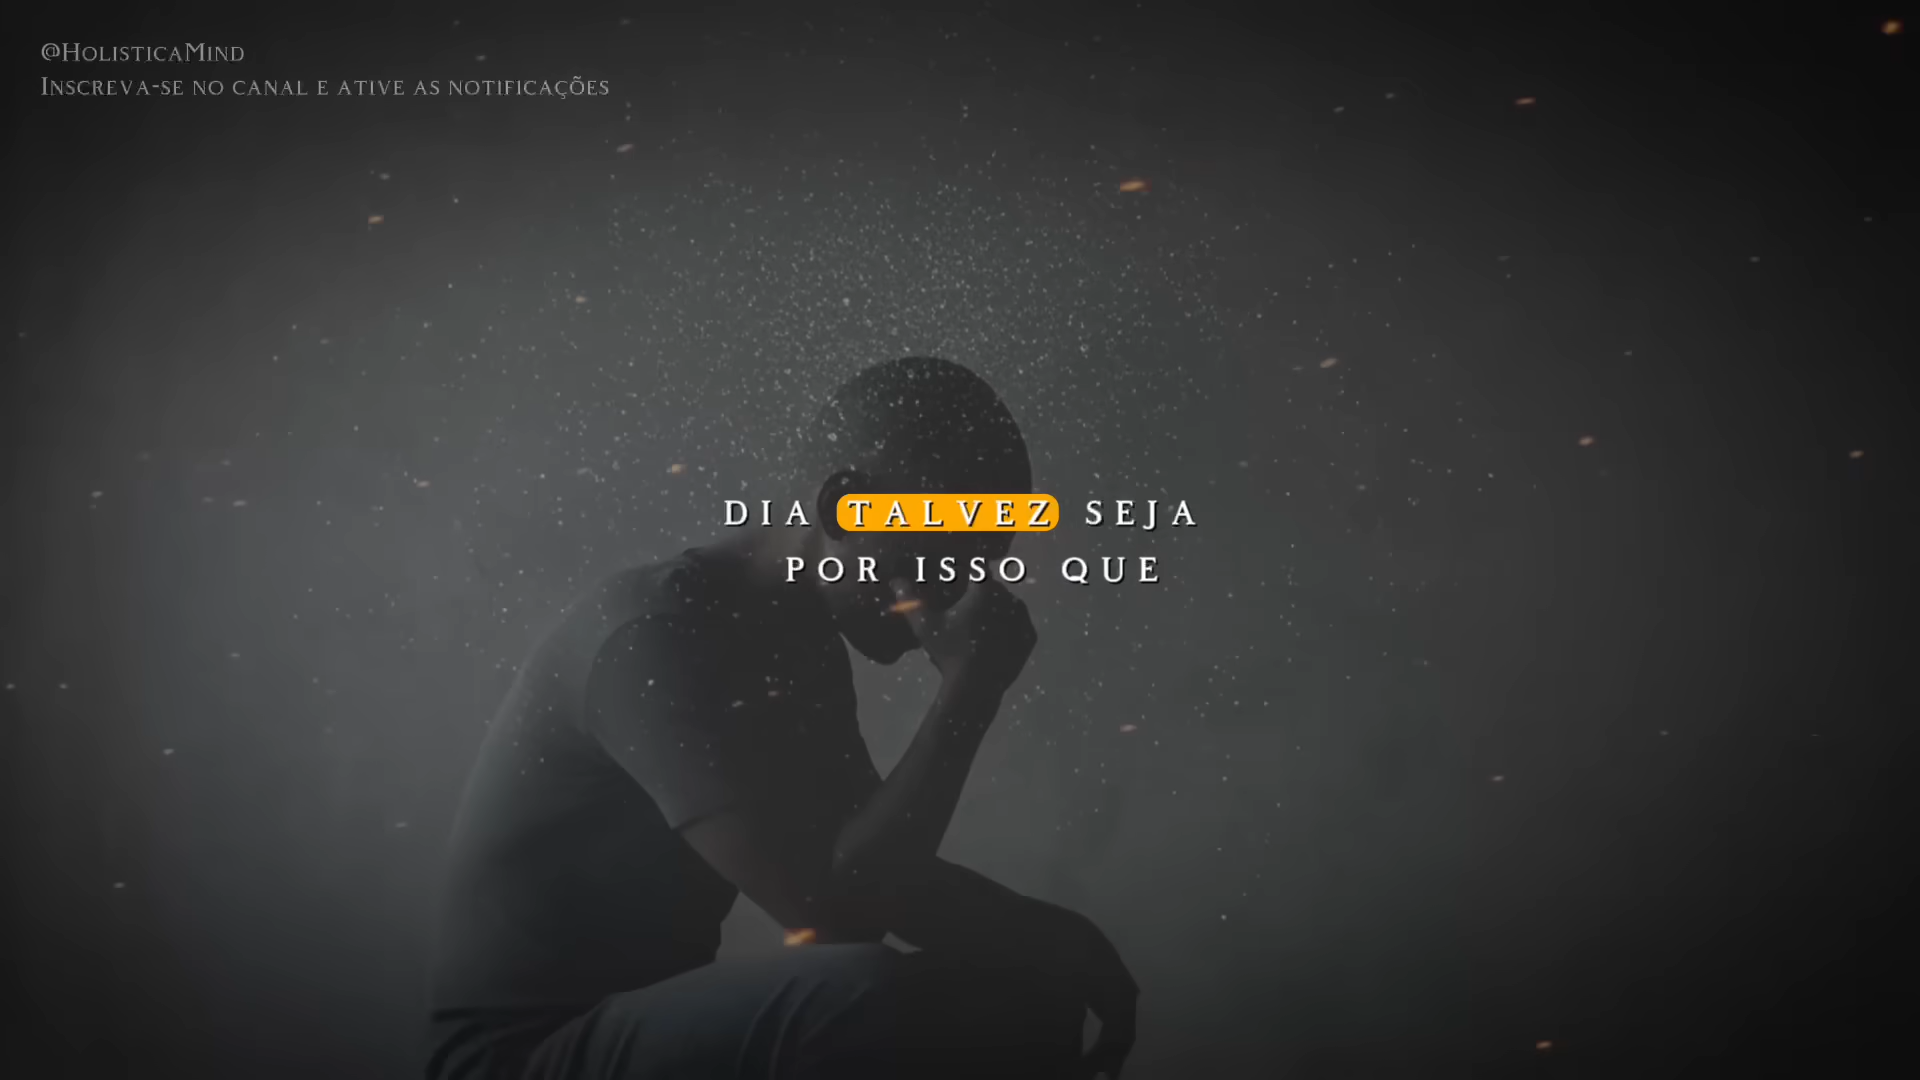 @HolisticaMind
Inscreva-se no canal e ative as notificações
DIA TALVEZ SEJA
POR ISSO QUE